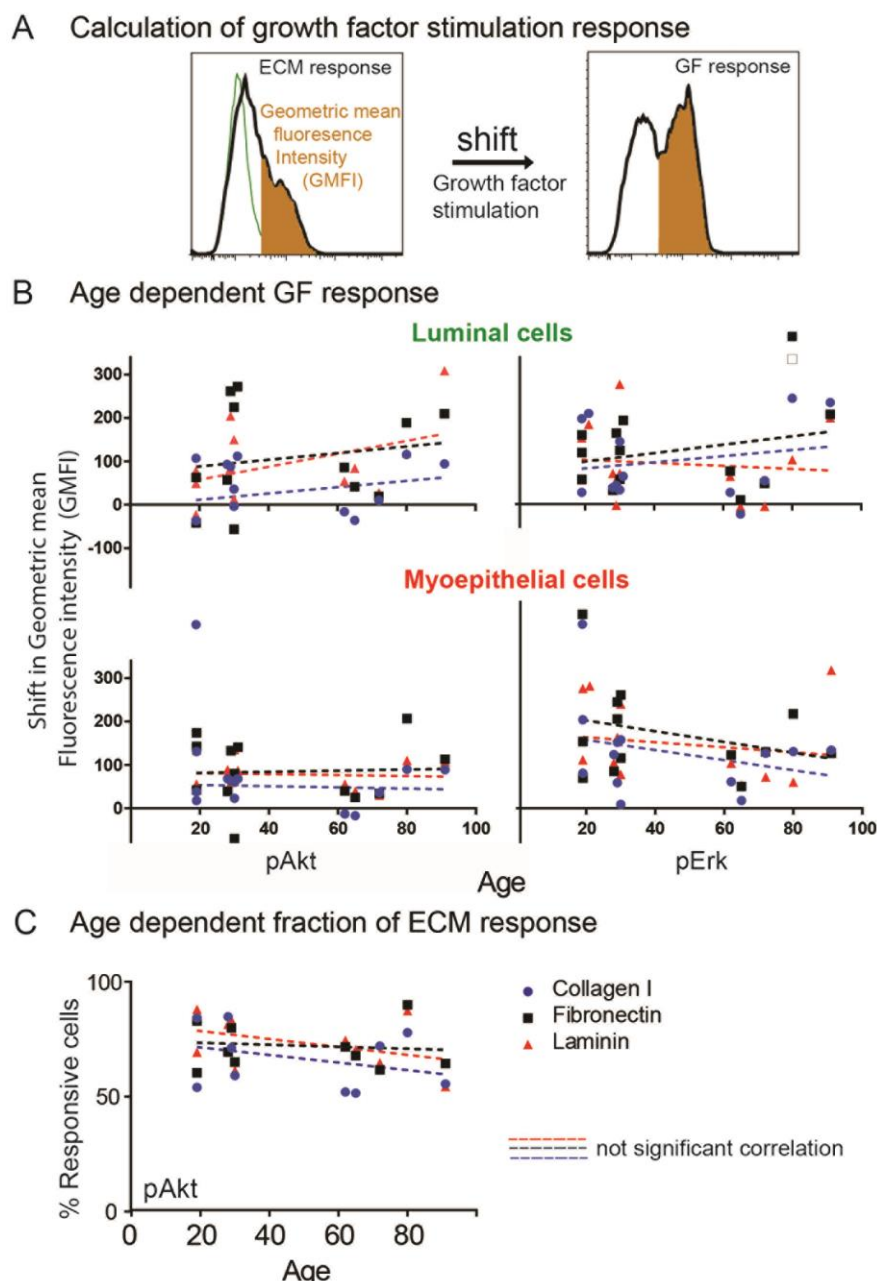 A Calculation of growth factor stimulation response
ECM response
Geometric mean
fluoresence
Intensity
(GMFI)
shift
Growth factor
stimulation
GF response
B Age dependent GF response
Luminal cells
Shift in Geometric mean
Fluorescence intensity (GMFI)
300
200
100
0
-100
300
200
100
0
Myoepithelial cells
300
200
100
0
20 40 60 80 100
300
200
100
0
20 40 60 80 100
pAkt
Age
pErk
C Age dependent fraction of ECM response
% Responsive cells
100
50
0
pAkt
0 20 40 60 80
Age
Collagen I
Fibronectin
Laminin
not significant correlation